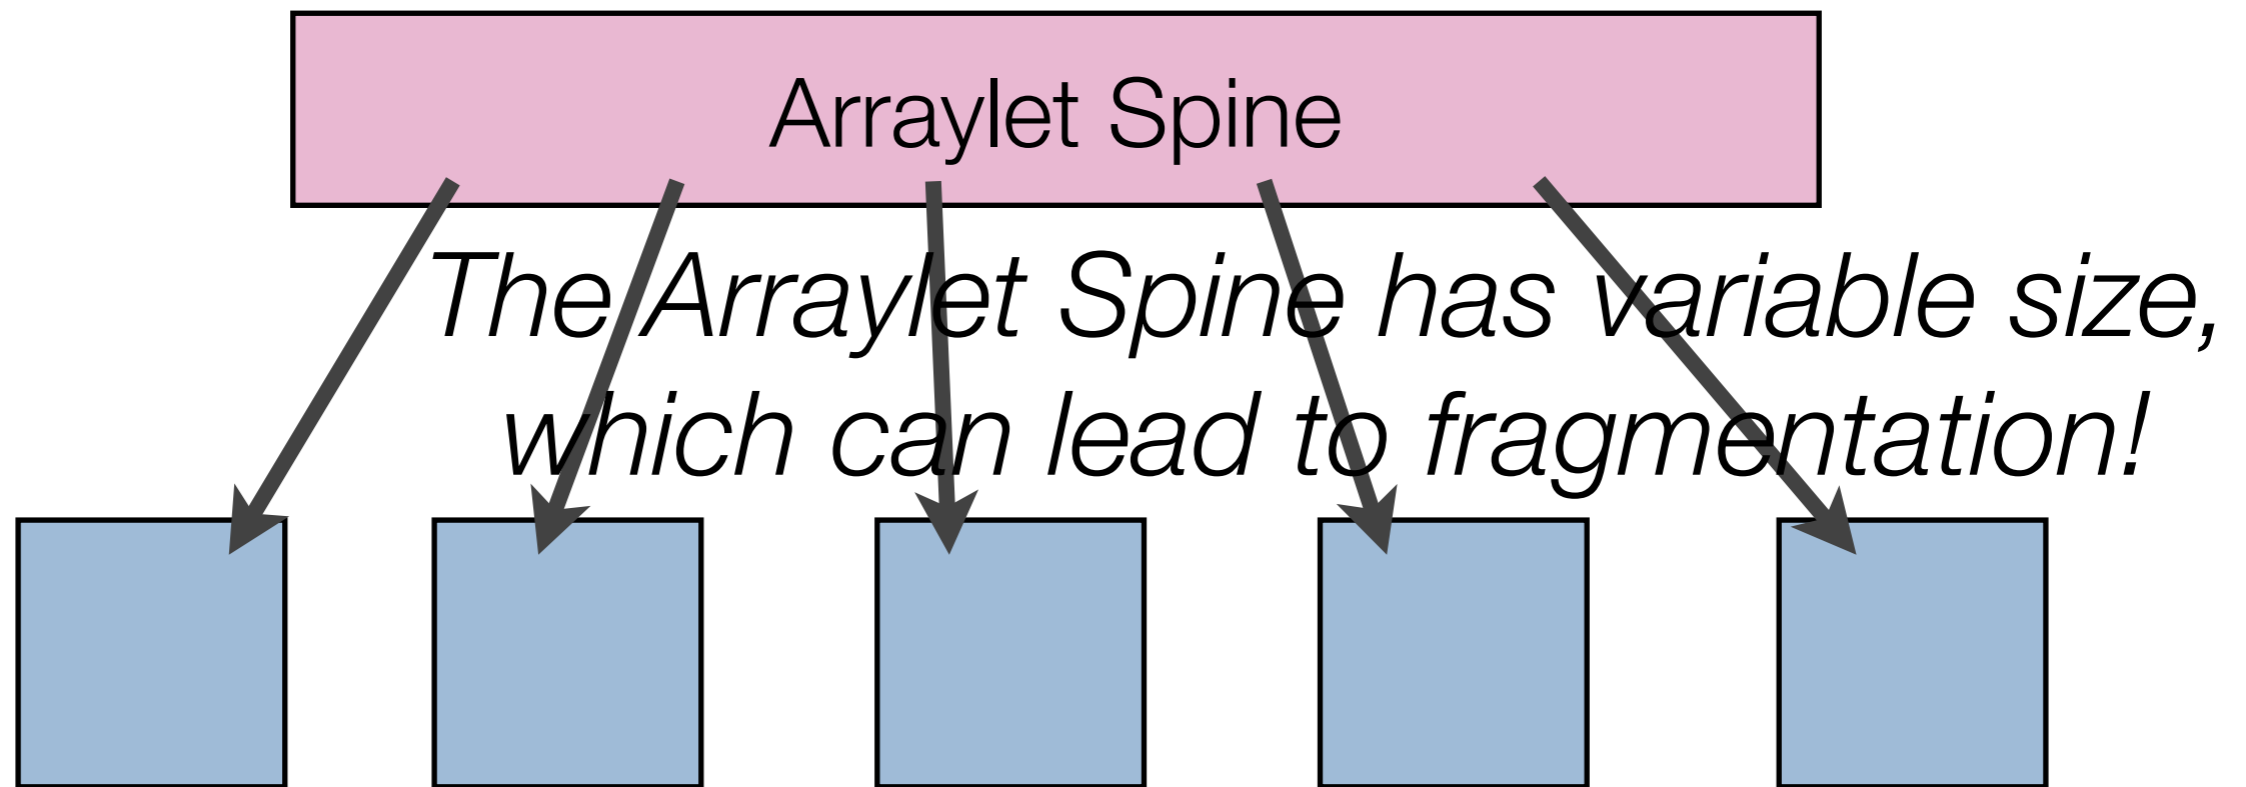 Arraylet Spine
The Arraylet Spine has variable size,
which can lead to fragmentation!